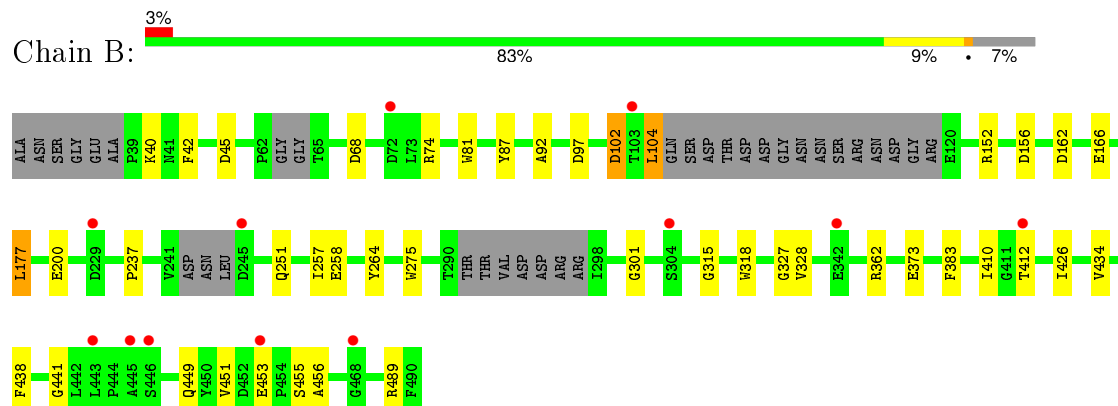 3%
Chain B:
83% 9% • 7%
ALA ASN SER GLY GLU ALA P39 K40 N41 F42 D45 P62 GLY GLY T65 D68 D72 L73 R74 W81 Y87 A92 D97 D102 T103 L104 GLN SER ASP THR ASP ASP GLY ASN ASN SER ARG ASN ASP GLY ARG E120 R152 D156 D162 E166
L177 E200 D229 P237 V241 ASP ASN LEU D245 Q251 I257 E258 Y264 W275 T290 THR THR VAL ASP ASP ARG ARG I298 G301 S304 G315 W318 G327 V328 E342 R362 E373 F383 I410 G411 T412 I426 V434
F438 G441 L442 L443 P444 A445 S446 Q449 Y450 V451 D452 E453 P454 S455 A456 G468 R489 F490